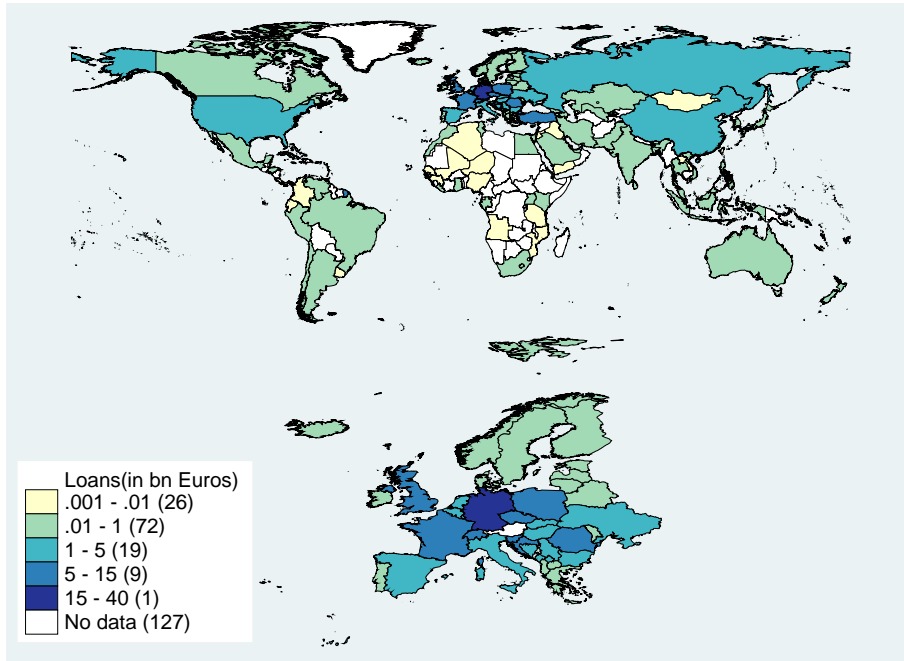 Loans(in bn Euros)
.001 - .01 (26)
.01 - 1 (72)
1 - 5 (19)
5 - 15 (9)
15 - 40 (1)
No data (127)